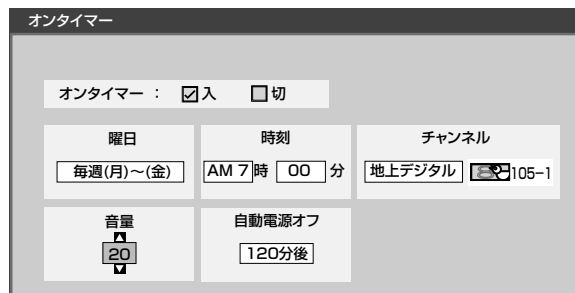 オンタイマー
オンタイマー : 入 切
曜日
毎週(月)~(金)
時刻
AM 7時 00 分
チャンネル
地上デジタル 105-1
音量
20
自動電源オフ
120分後